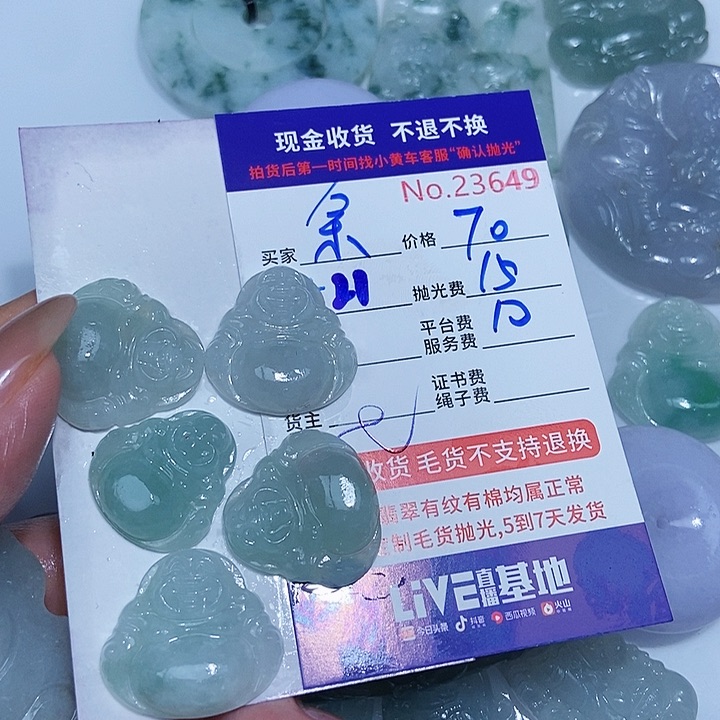 现金收货 不退不换
拍货后第一时间找小黄车客服“确认抛光”
No.23649
买家 余 价格 70
抛光费 15
平台费
服务费
证书费
绳子费
货主
收货 毛货不支持退换
翡翠有纹有棉均属正常
制毛货抛光,5到7天发货
LiVE直播基地
今日头条 抖音 西瓜视频 火山